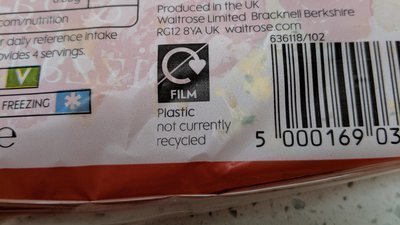 com/nutrition
daily reference intake
ovides 4 servings.
V
FREEZING
e
Produced in the UK
Waitrose Limited Bracknell Berkshire
RG12 8YA UK waitrose.com
636118/102
FILM
Plastic
not currently
recycled
5 000169 03